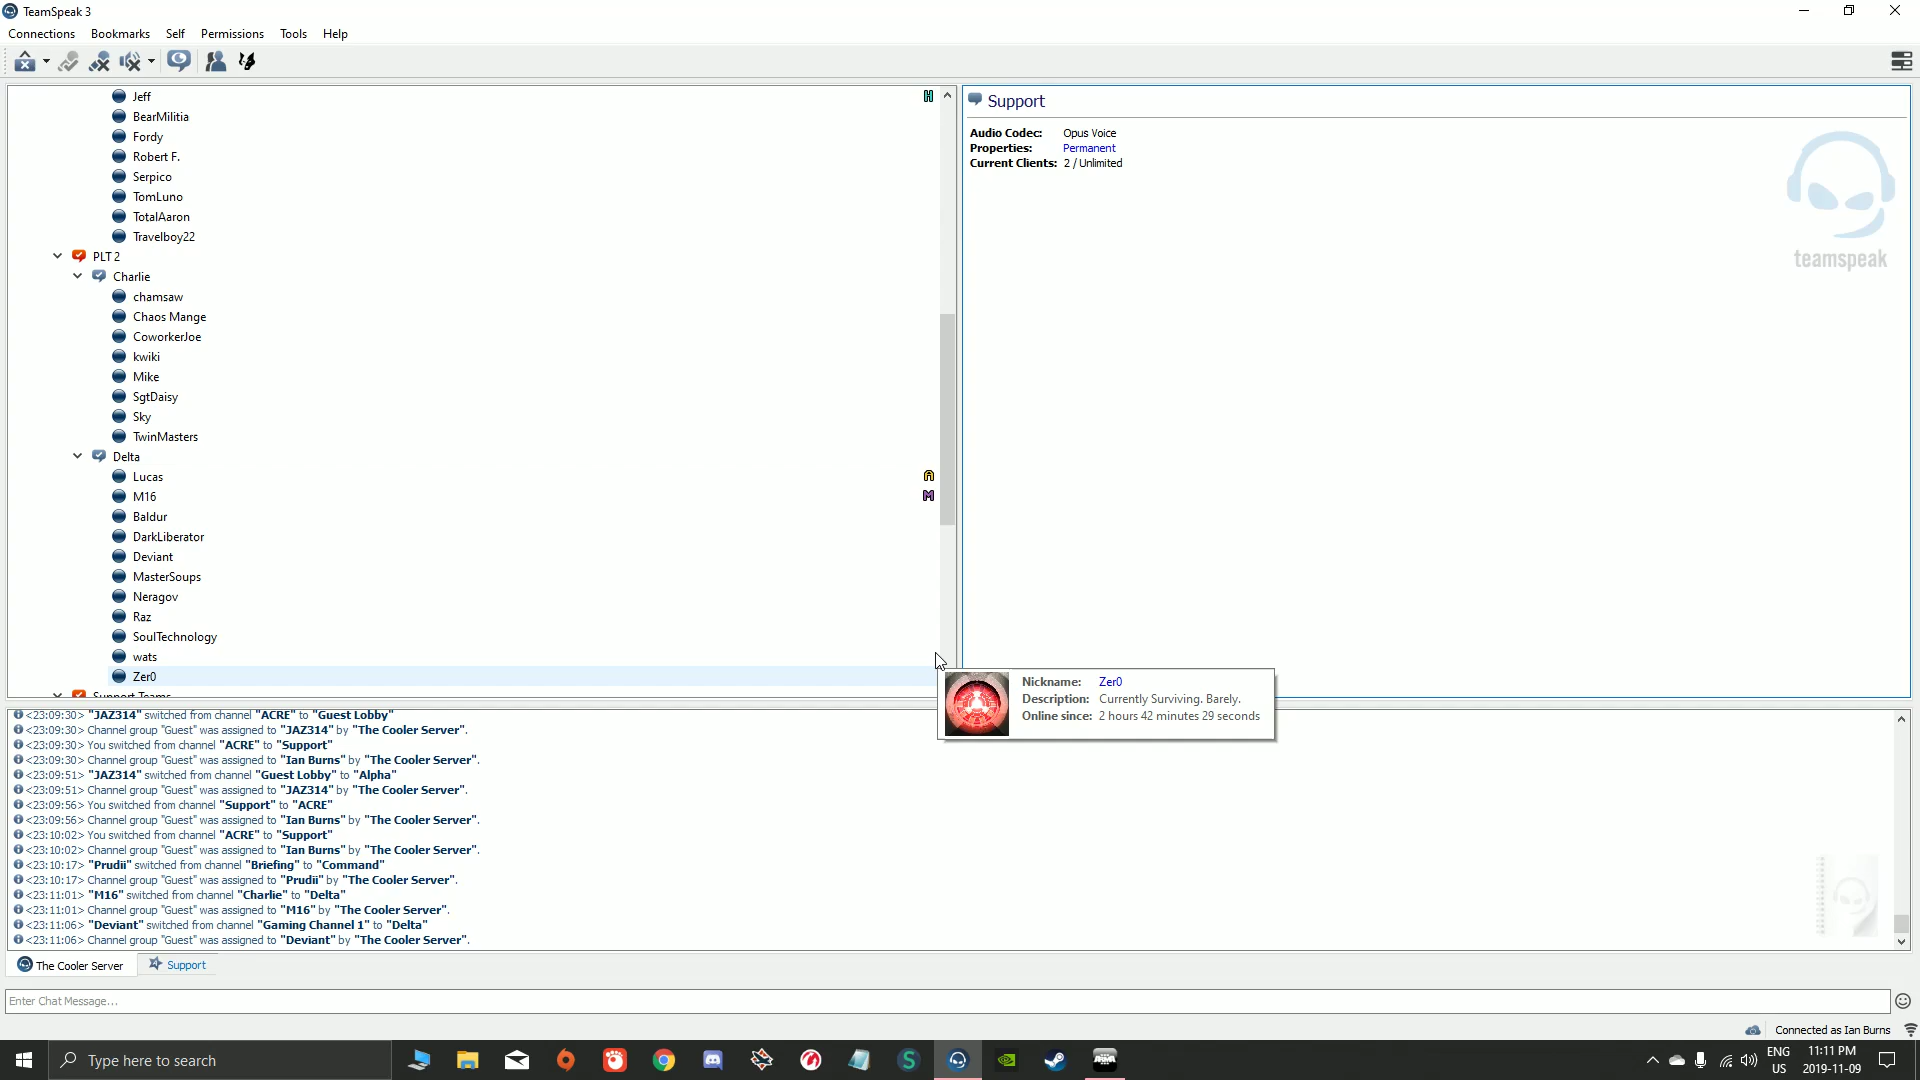 TeamSpeak 3
Connections Bookmarks Self Permissions Tools Help
Jeff
H
BearMilitia
Fordy
Robert F.
Serpico
TomLuno
TotalAaron
Travelboy22
PLT 2
Charlie
chamsaw
Chaos Mange
CoworkerJoe
kwiki
Mike
SgtDaisy
Sky
TwinMasters
Delta
Lucas
A
M16
M
Baldur
DarkLiberator
Deviant
MasterSoups
Neragov
Raz
SoulTechnology
wats
Zer0
Support Teams
Support
Audio Codec: Opus Voice
Properties: Permanent
Current Clients: 2 / Unlimited
teamspeak
Nickname: Zer0
Description: Currently Surviving. Barely.
Online since: 2 hours 42 minutes 29 seconds
<23:09:30> "JAZ314" switched from channel "ACRE" to "Guest Lobby"
<23:09:30> Channel group "Guest" was assigned to "JAZ314" by "The Cooler Server".
<23:09:30> You switched from channel "ACRE" to "Support"
<23:09:30> Channel group "Guest" was assigned to "Ian Burns" by "The Cooler Server".
<23:09:51> "JAZ314" switched from channel "Guest Lobby" to "Alpha"
<23:09:51> Channel group "Guest" was assigned to "JAZ314" by "The Cooler Server".
<23:09:56> You switched from channel "Support" to "ACRE"
<23:09:56> Channel group "Guest" was assigned to "Ian Burns" by "The Cooler Server".
<23:10:02> You switched from channel "ACRE" to "Support"
<23:10:02> Channel group "Guest" was assigned to "Ian Burns" by "The Cooler Server".
<23:10:17> "Prudii" switched from channel "Briefing" to "Command"
<23:10:17> Channel group "Guest" was assigned to "Prudii" by "The Cooler Server".
<23:11:01> "M16" switched from channel "Charlie" to "Delta"
<23:11:01> Channel group "Guest" was assigned to "M16" by "The Cooler Server".
<23:11:06> "Deviant" switched from channel "Gaming Channel 1" to "Delta"
<23:11:06> Channel group "Guest" was assigned to "Deviant" by "The Cooler Server".
The Cooler Server Support
Enter Chat Message...
Connected as Ian Burns
Type here to search
ENG 11:11 PM
US 2019-11-09